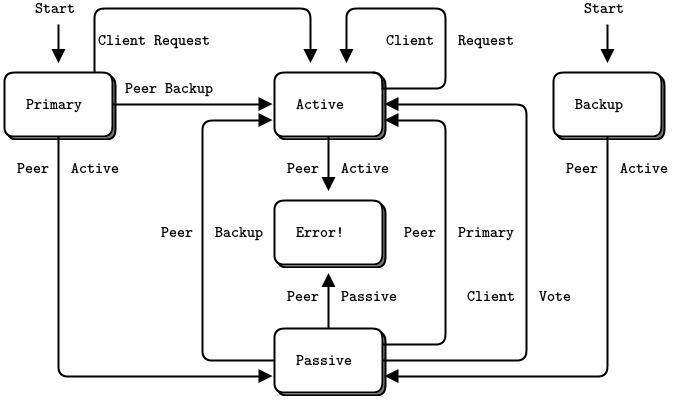 Start
Start
Client Request
Client Request
Peer Backup
Primary
Active
Backup
Peer Active
Peer Active
Peer Active
Peer Backup
Error!
Peer Primary
Peer Passive
Client Vote
Passive